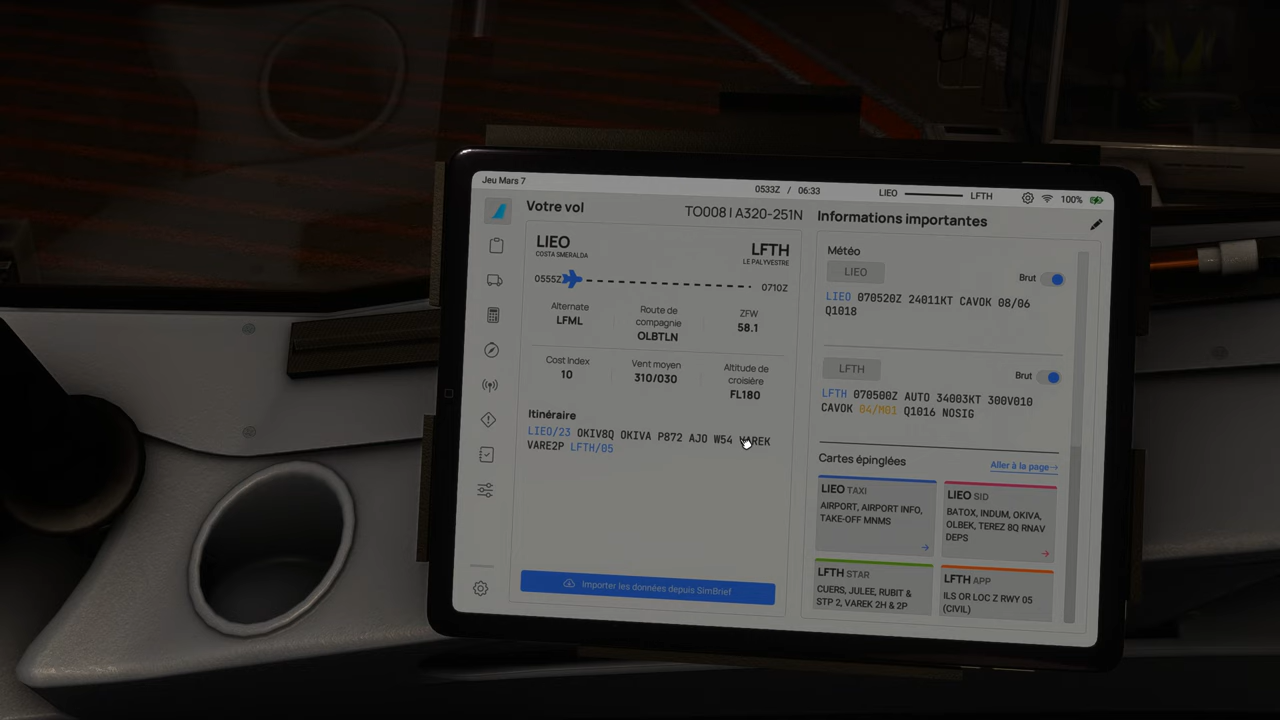 Jeu Mars 7
0533Z / 06:33
LIEO LFTH
100%
Votre vol
TO008 | A320-251N
LIEO
COSTA SMERALDA
LFTH
LE PALYVESTRE
0555Z
0710Z
Alternate
LFML
Route de
compagnie
OLBTLN
ZFW
58.1
Cost Index
10
Vent moyen
310/030
Altitude de
croisière
FL180
Itinéraire
LIEO/23 OKIV8Q OKIVA P872 AJO W54 VAREK
VARE2P LFTH/05
Importer les données depuis SimBrief
Informations importantes
Météo
LIEO
Brut
LIEO 070520Z 24011KT CAVOK 08/06
Q1018
LFTH
Brut
LFTH 070500Z AUTO 34003KT 300V010
CAVOK 04/M01 Q1016 NOSIG
Cartes épinglées
Aller à la page→
LIEO TAXI
AIRPORT, AIRPORT INFO,
TAKE-OFF MNMS
LIEO SID
BATOX, INDUM, OKIVA,
OLBEK, TEREZ 8Q RNAV
DEPS
LFTH STAR
CUERS, JULEE, RUBIT &
STP 2, VAREK 2H & 2P
LFTH APP
ILS OR LOC Z RWY 05
(CIVIL)